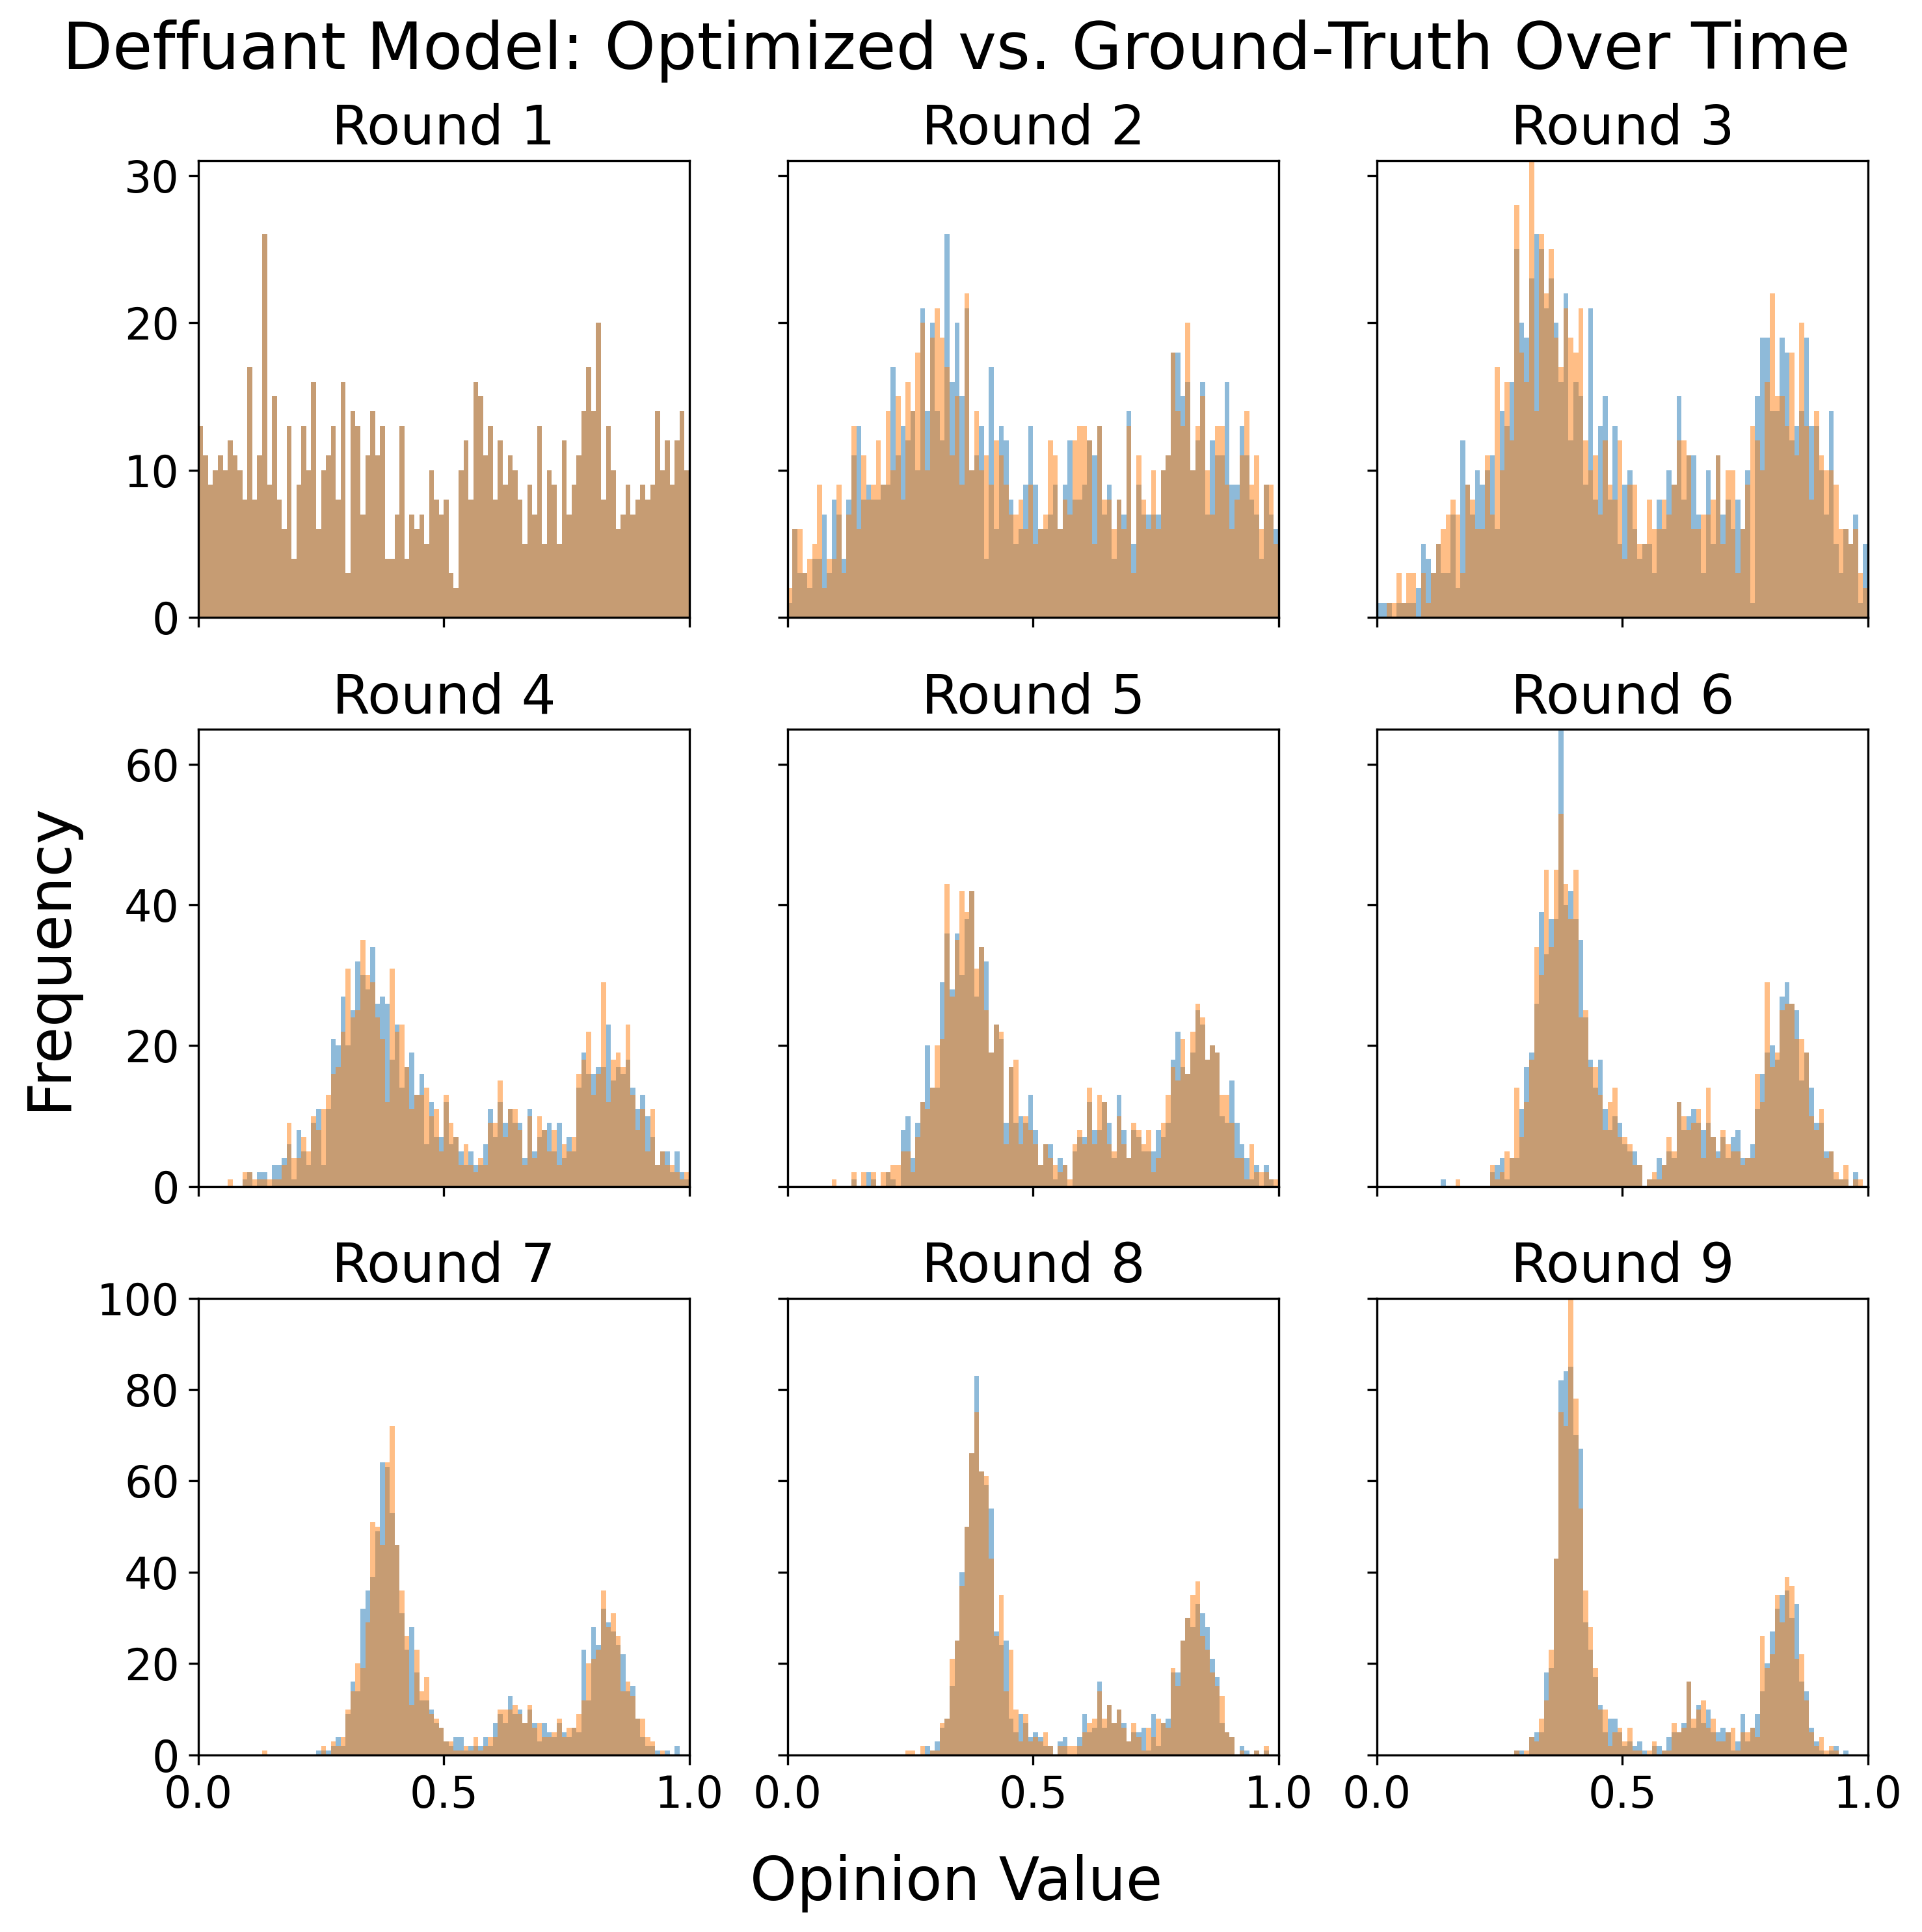 Deffuant Model: Optimized vs. Ground-Truth Over Time
Round 1
Round 2
Round 3
30
20
10
0
Round 4
Round 5
Round 6
60
40
20
0
Frequency
Round 7
Round 8
Round 9
100
80
60
40
20
0
0.0 0.5 1.0
0.0 0.5 1.0
0.0 0.5 1.0
Opinion Value